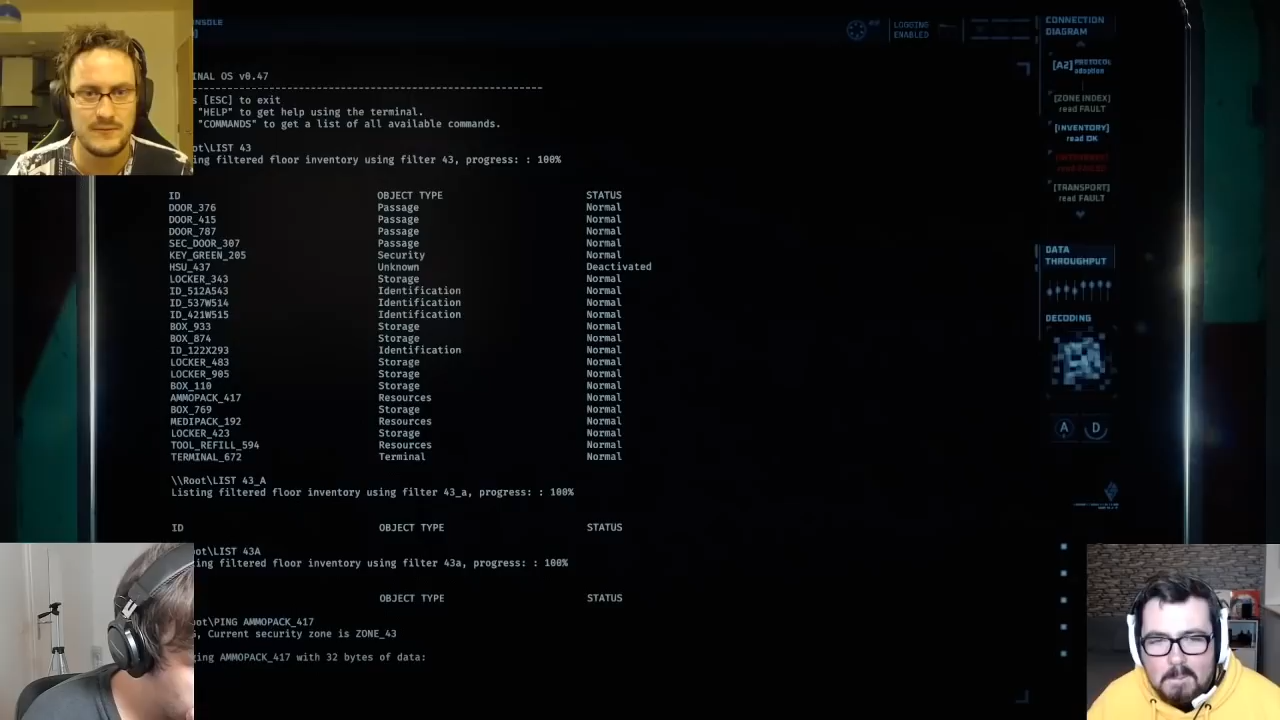 NSOLE
LOGGING
ENABLED
CONNECTION
DIAGRAM
[A2] PROTOCOL
adoption
[ZONE INDEX]
read FAULT
[INVENTORY]
read OK
[TRANSPORT]
read FAULT
DATA
THROUGHPUT
DECODING
A D
INAL OS v0.47
---------------------------------------------------------
s [ESC] to exit
"HELP" to get help using the terminal.
"COMMANDS" to get a list of all available commands.
ot\LIST 43
ing filtered floor inventory using filter 43, progress: : 100%
ID OBJECT TYPE STATUS
DOOR_376 Passage Normal
DOOR_415 Passage Normal
DOOR_787 Passage Normal
SEC_DOOR_307 Passage Normal
KEY_GREEN_205 Security Normal
HSU_437 Unknown Deactivated
LOCKER_343 Storage Normal
ID_512A543 Identification Normal
ID_537W514 Identification Normal
ID_421W515 Identification Normal
BOX_933 Storage Normal
BOX_874 Storage Normal
ID_122X293 Identification Normal
LOCKER_483 Storage Normal
LOCKER_905 Storage Normal
BOX_110 Storage Normal
AMMOPACK_417 Resources Normal
BOX_769 Storage Normal
MEDIPACK_192 Resources Normal
LOCKER_423 Storage Normal
TOOL_REFILL_594 Resources Normal
TERMINAL_672 Terminal Normal
\\Root\LIST 43_A
Listing filtered floor inventory using filter 43_a, progress: : 100%
ID OBJECT TYPE STATUS
oot\LIST 43A
ing filtered floor inventory using filter 43a, progress: : 100%
OBJECT TYPE STATUS
oot\PING AMMOPACK_417
, Current security zone is ZONE_43
ging AMMOPACK_417 with 32 bytes of data: